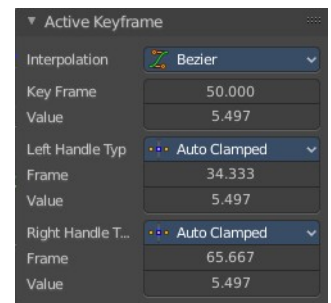 Active Keyframe
Interpolation Bezier
Key Frame 50.000
Value 5.497
Left Handle Typ Auto Clamped
Frame 34.333
Value 5.497
Right Handle T... Auto Clamped
Frame 65.667
Value 5.497